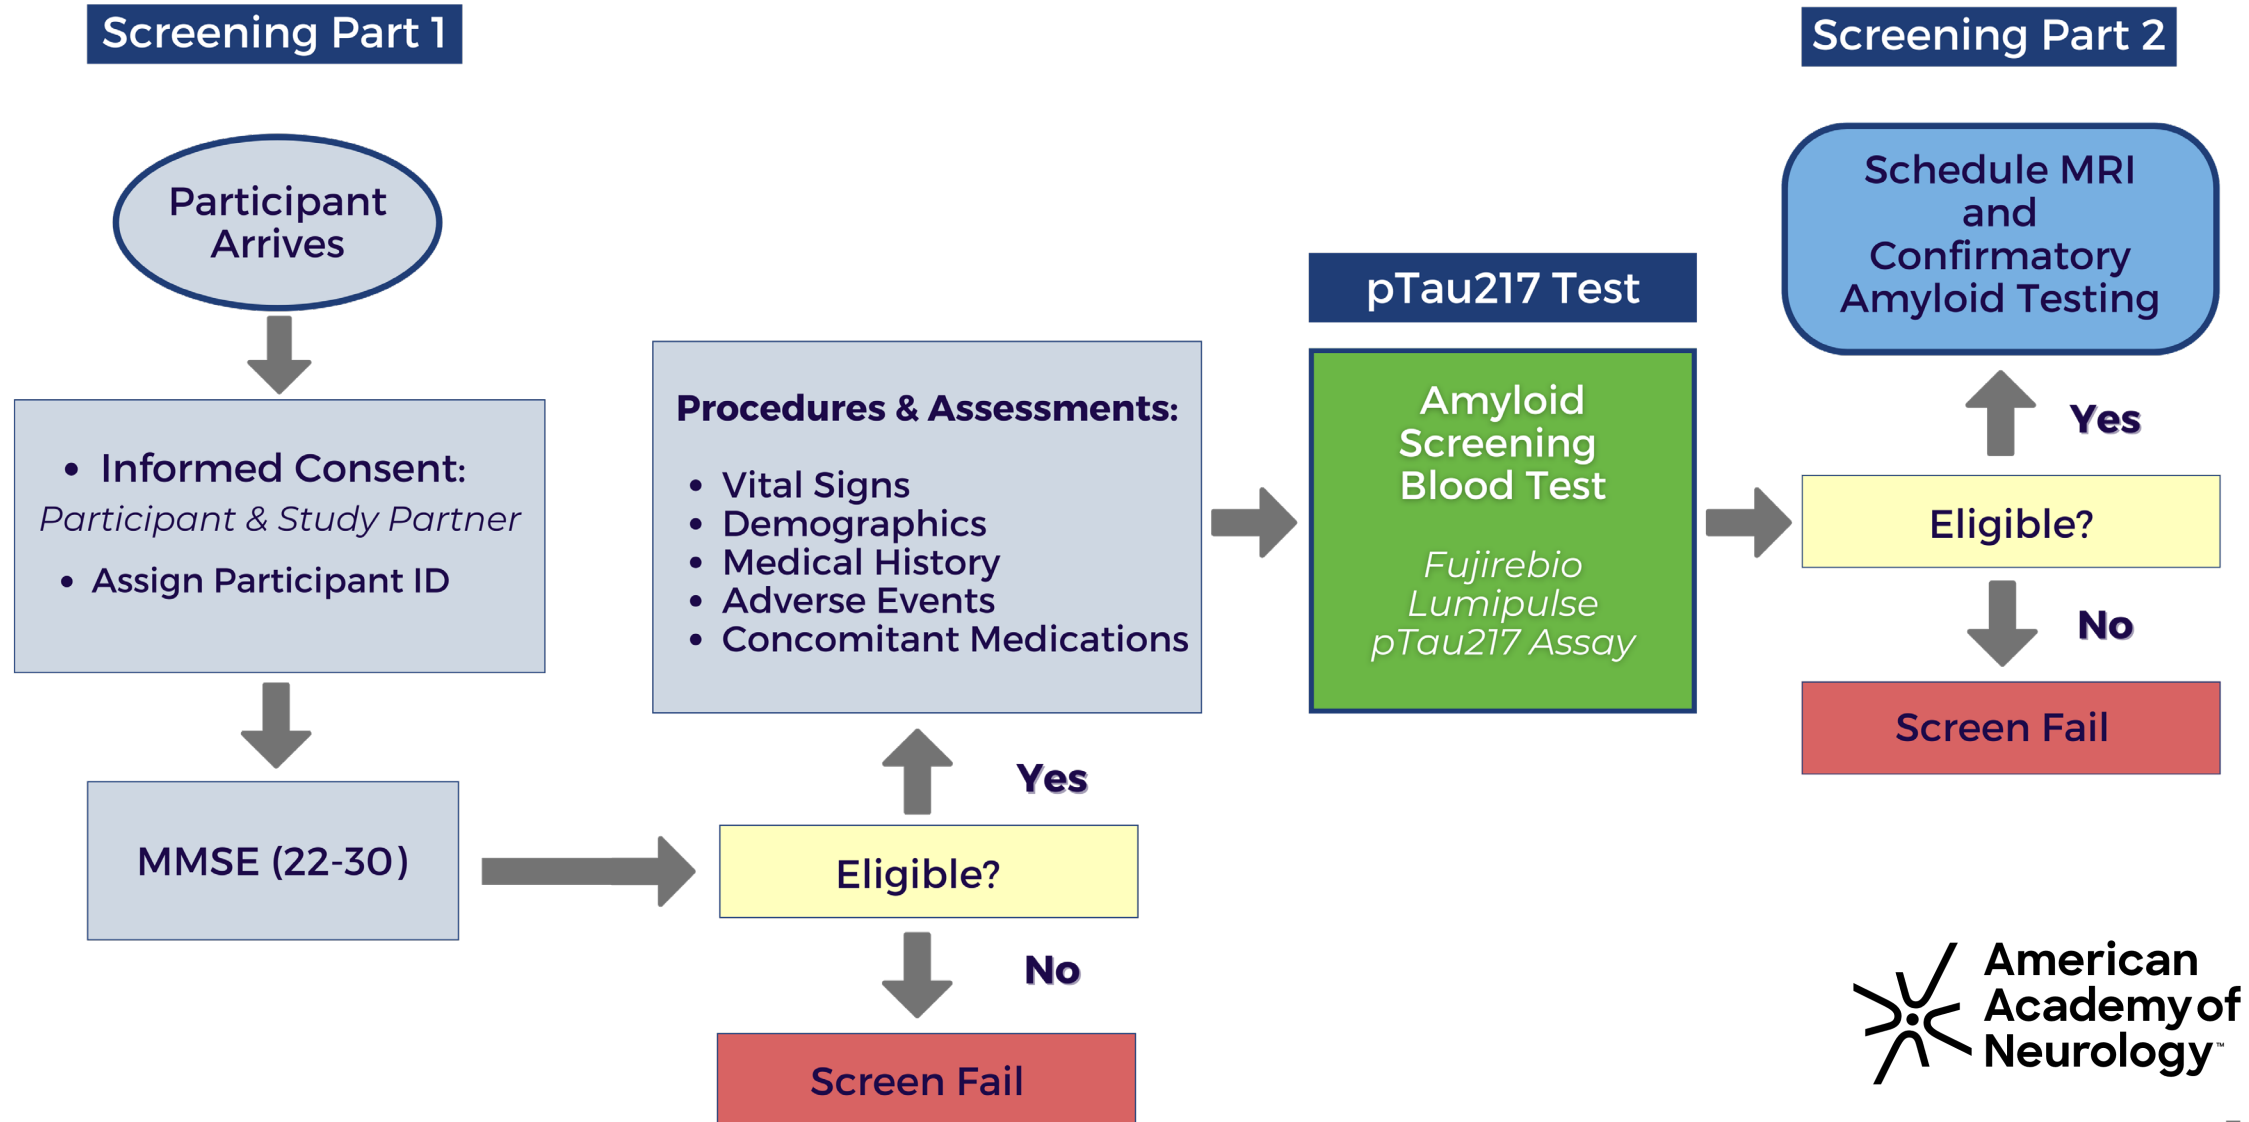 Screening Part 1
Participant
Arrives
• Informed Consent:
Participant & Study Partner
• Assign Participant ID
MMSE (22-30)
Eligible?
Yes
No
Screen Fail
Procedures & Assessments:
• Vital Signs
• Demographics
• Medical History
• Adverse Events
• Concomitant Medications
pTau217 Test
Amyloid
Screening
Blood Test
Fujirebio
Lumipulse
pTau217 Assay
Screening Part 2
Schedule MRI
and
Confirmatory
Amyloid Testing
Yes
Eligible?
No
Screen Fail
American
Academy of
Neurology™